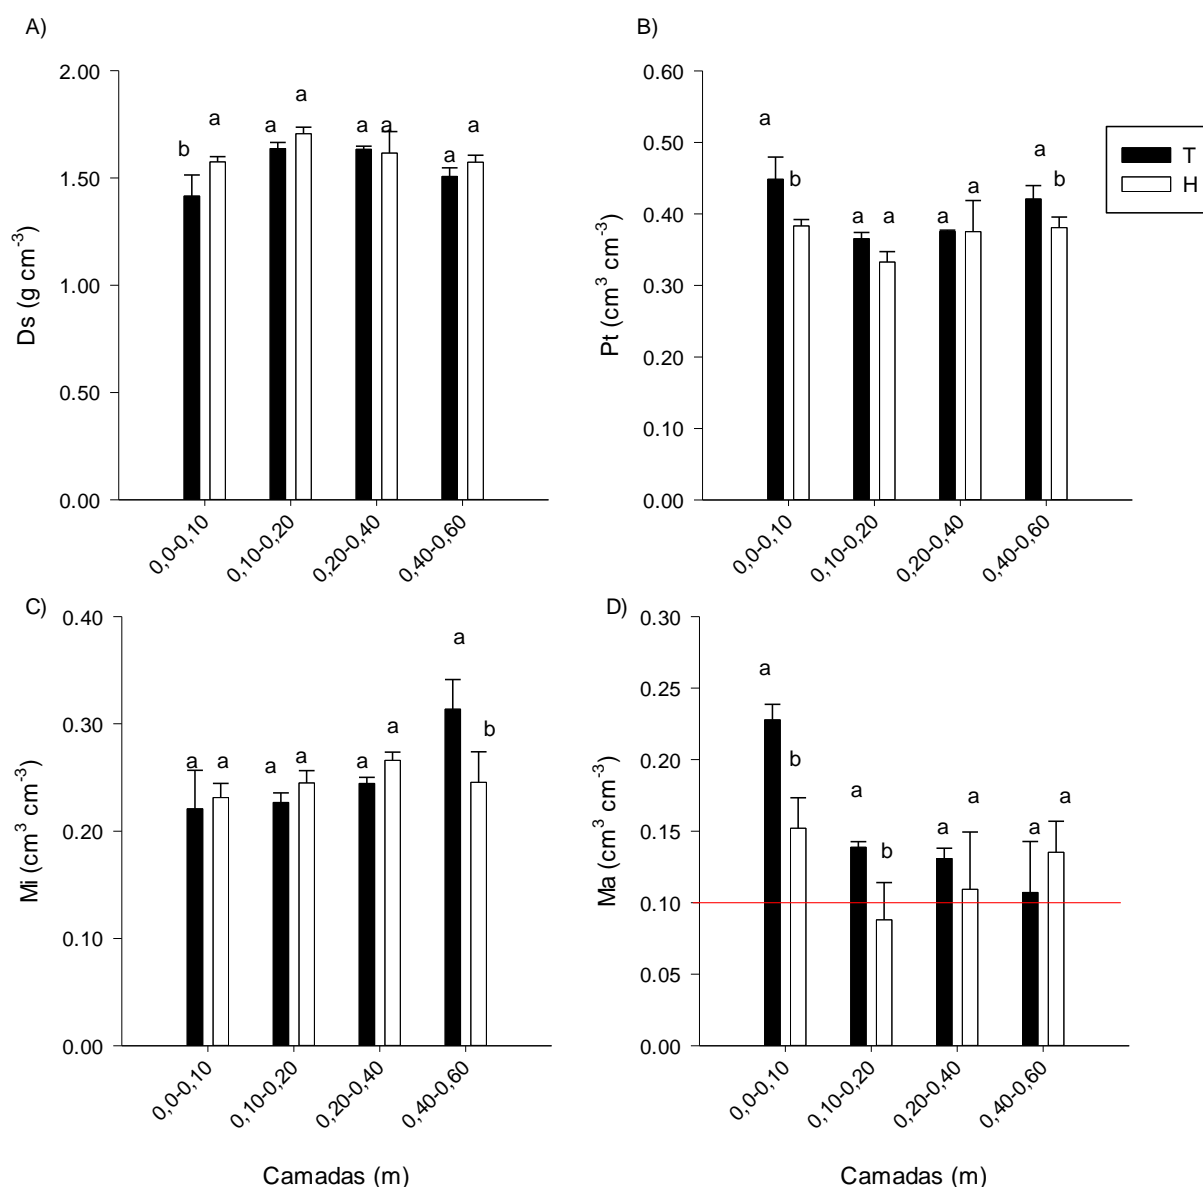 A)
2.00
1.50
1.00
0.50
0.00
Ds (g cm⁻³)
b a a a a a a a
0,0-0,10
0,10-0,20
0,20-0,40
0,40-0,60
B)
0.60
0.50
0.40
0.30
0.20
0.10
0.00
Pt (cm³ cm⁻³)
a b a a a a a b
T
H
0,0-0,10
0,10-0,20
0,20-0,40
0,40-0,60
C)
0.40
0.30
0.20
0.10
0.00
Mi (cm³ cm⁻³)
a a a a a a a b
0,0-0,10
0,10-0,20
0,20-0,40
0,40-0,60
Camadas (m)
D)
0.30
0.25
0.20
0.15
0.10
0.05
0.00
Ma (cm³ cm⁻³)
a b a b a a a a
0,0-0,10
0,10-0,20
0,20-0,40
0,40-0,60
Camadas (m)